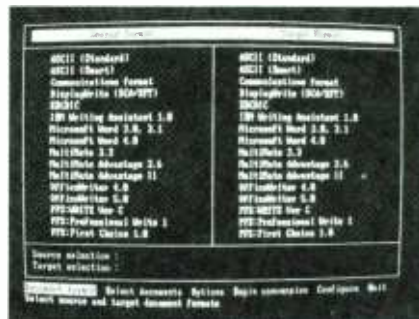 Source Format Target Format
ASCII (Standard) ASCII (Standard)
ASCII (Smart) ASCII (Smart)
Communications format Communications format
DisplayWrite (DCA/RFT) DisplayWrite (DCA/RFT)
EBCDIC EBCDIC
IBM Writing Assistant 1.0 IBM Writing Assistant 1.0
Microsoft Word 3.0, 3.1 Microsoft Word 3.0, 3.1
Microsoft Word 4.0 Microsoft Word 4.0
MultiMate 3.3 MultiMate 3.3
MultiMate Advantage 3.6 MultiMate Advantage 3.6
MultiMate Advantage II MultiMate Advantage II
OfficeWriter 4.0 OfficeWriter 4.0
OfficeWriter 5.0 OfficeWriter 5.0
PFS:WRITE Ver C PFS:WRITE Ver C
PFS:Professional Write 1 PFS:Professional Write 1
PFS:First Choice 1.0 PFS:First Choice 1.0
Source selection :
Target selection :
Document format Select documents Options Begin conversion Configure Quit
Select source and target document formats